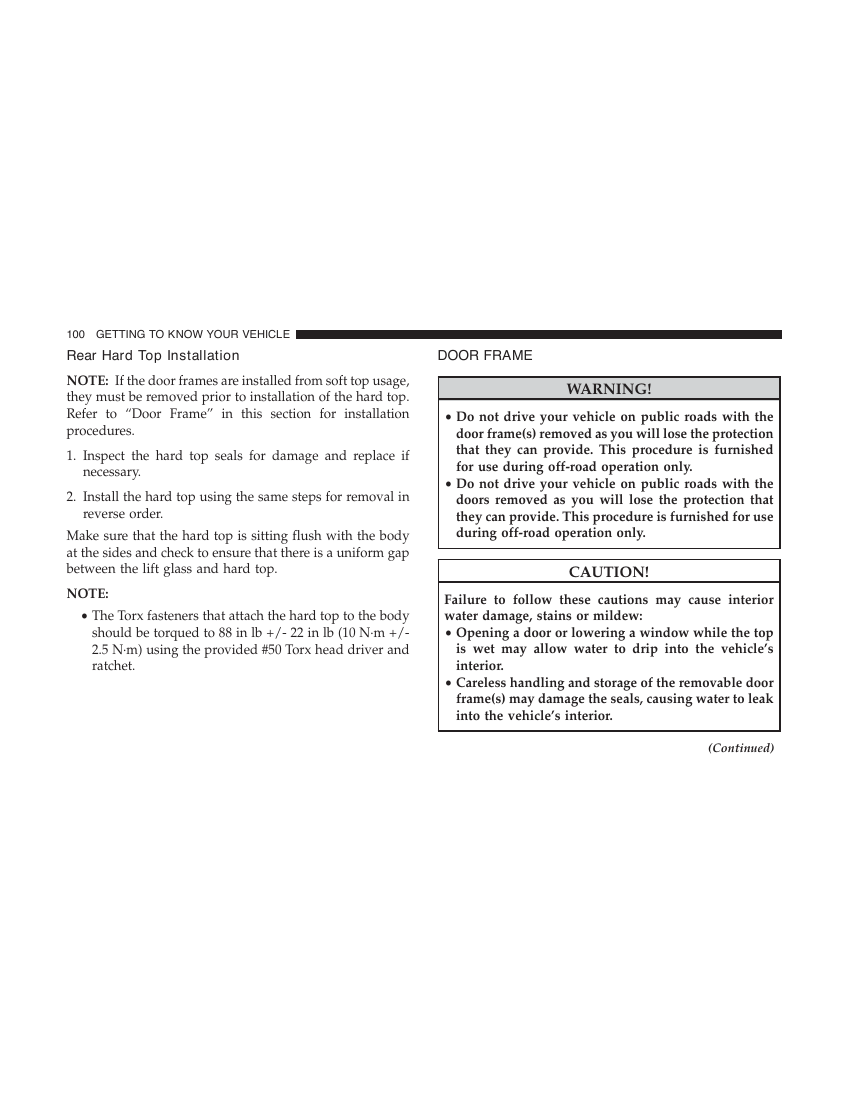 100 GETTING TO KNOW YOUR VEHICLE
Rear Hard Top Installation
NOTE: If the door frames are installed from soft top usage,
they must be removed prior to installation of the hard top.
Refer to “Door Frame” in this section for installation
procedures.
1. Inspect the hard top seals for damage and replace if
necessary.
2. Install the hard top using the same steps for removal in
reverse order.
Make sure that the hard top is sitting flush with the body
at the sides and check to ensure that there is a uniform gap
between the lift glass and hard top.
NOTE:
• The Torx fasteners that attach the hard top to the body
should be torqued to 88 in lb +/- 22 in lb (10 N·m +/-
2.5 N·m) using the provided #50 Torx head driver and
ratchet.
DOOR FRAME
WARNING!
• Do not drive your vehicle on public roads with the
door frame(s) removed as you will lose the protection
that they can provide. This procedure is furnished
for use during off-road operation only.
• Do not drive your vehicle on public roads with the
doors removed as you will lose the protection that
they can provide. This procedure is furnished for use
during off-road operation only.
CAUTION!
Failure to follow these cautions may cause interior
water damage, stains or mildew:
• Opening a door or lowering a window while the top
is wet may allow water to drip into the vehicle’s
interior.
• Careless handling and storage of the removable door
frame(s) may damage the seals, causing water to leak
into the vehicle’s interior.
(Continued)